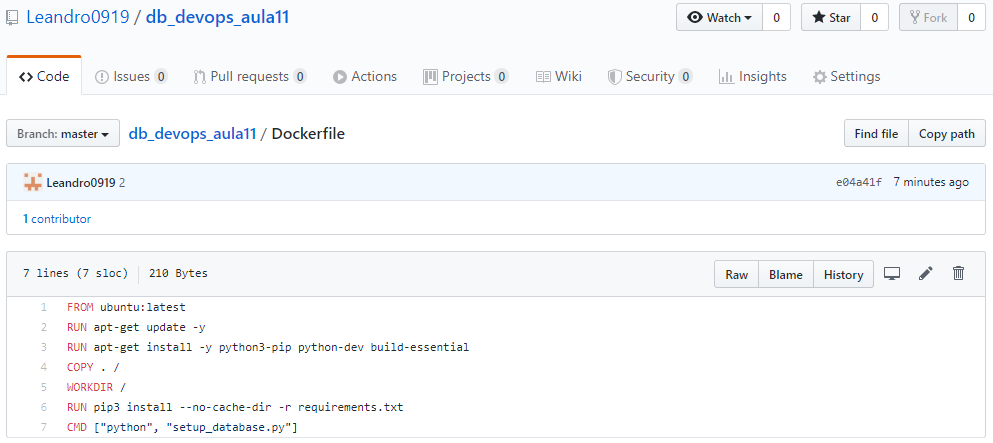 Leandro0919 / db_devops_aula11
Watch 0
Star 0
Fork 0
Code
Issues 0
Pull requests 0
Actions
Projects 0
Wiki
Security 0
Insights
Settings
Branch: master
db_devops_aula11 / Dockerfile
Find file
Copy path
Leandro0919 2
e04a41f 7 minutes ago
1 contributor
7 lines (7 sloc) 210 Bytes
Raw
Blame
History
1 FROM ubuntu:latest
2 RUN apt-get update -y
3 RUN apt-get install -y python3-pip python-dev build-essential
4 COPY . /
5 WORKDIR /
6 RUN pip3 install --no-cache-dir -r requirements.txt
7 CMD ["python", "setup_database.py"]